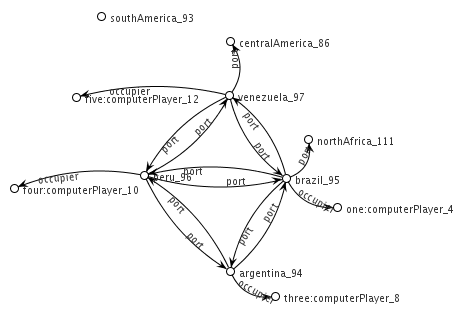 southAmerica_93
centralAmerica_86
port
occupier
five:computerPlayer_12
venezuela_97
port
port
port
port
northAfrica_111
port
occupier
four:computerPlayer_10
peru_96
port
port
brazil_95
occupier
one:computerPlayer_4
port
port
port
port
argentina_94
occupier
three:computerPlayer_8